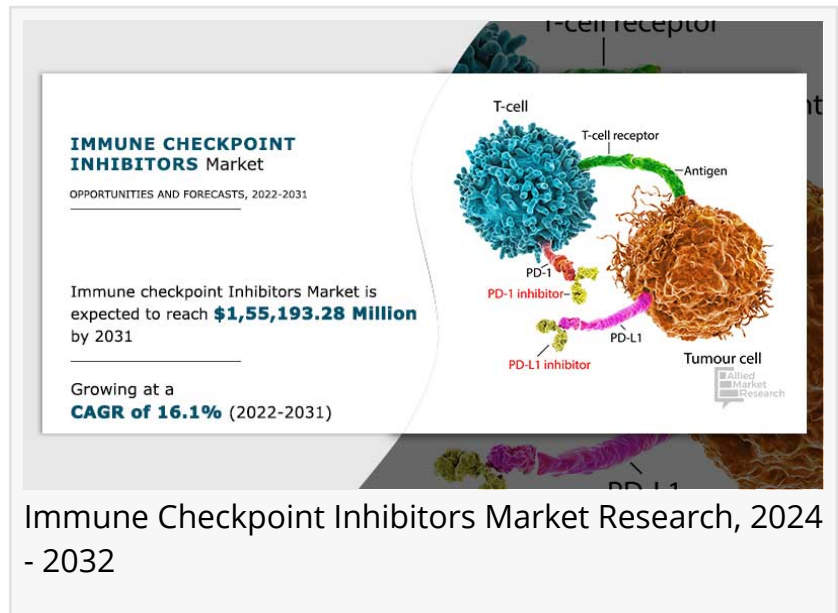 T-cell receptor
IMMUNE CHECKPOINT
INHIBITORS Market
OPPORTUNITIES AND FORECASTS, 2022-2031
Immune checkpoint Inhibitors Market is
expected to reach $1,55,193.28 Million
by 2031
Growing at a
CAGR of 16.1% (2022-2031)
T-cell
T-cell receptor
Antigen
PD-1
PD-1 inhibitor
PD-L1
PD-L1 inhibitor
Tumour cell
Allied
Market
Research
PD-L1
Immune Checkpoint Inhibitors Market Research, 2024
- 2032